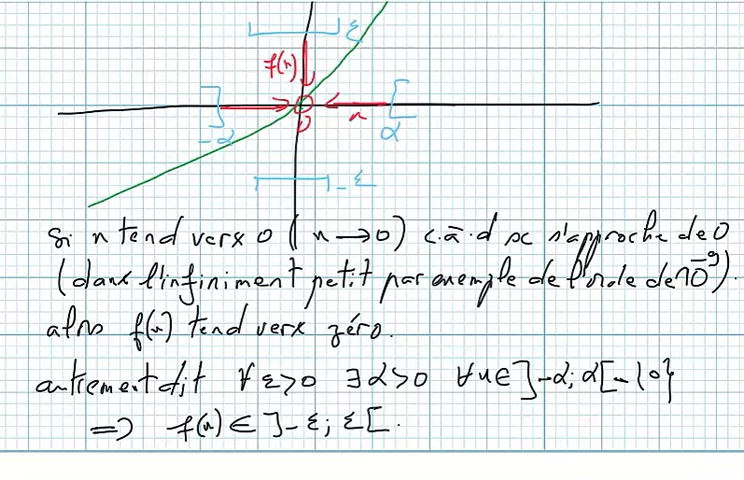 ε
f(x)
-α
0
x
α
-ε
si x tend vers 0 ( x → 0 ) c.à.d x s'approche de 0
(dans l'infiniment petit par exemple de l'ordre de 10^-9).
alors f(x) tend vers zéro.
autrement dit ∀ ε>0 ∃ α>0 ∀x∈ ]-α; α[ - {0}
=> f(x) ∈ ]-ε; ε[.